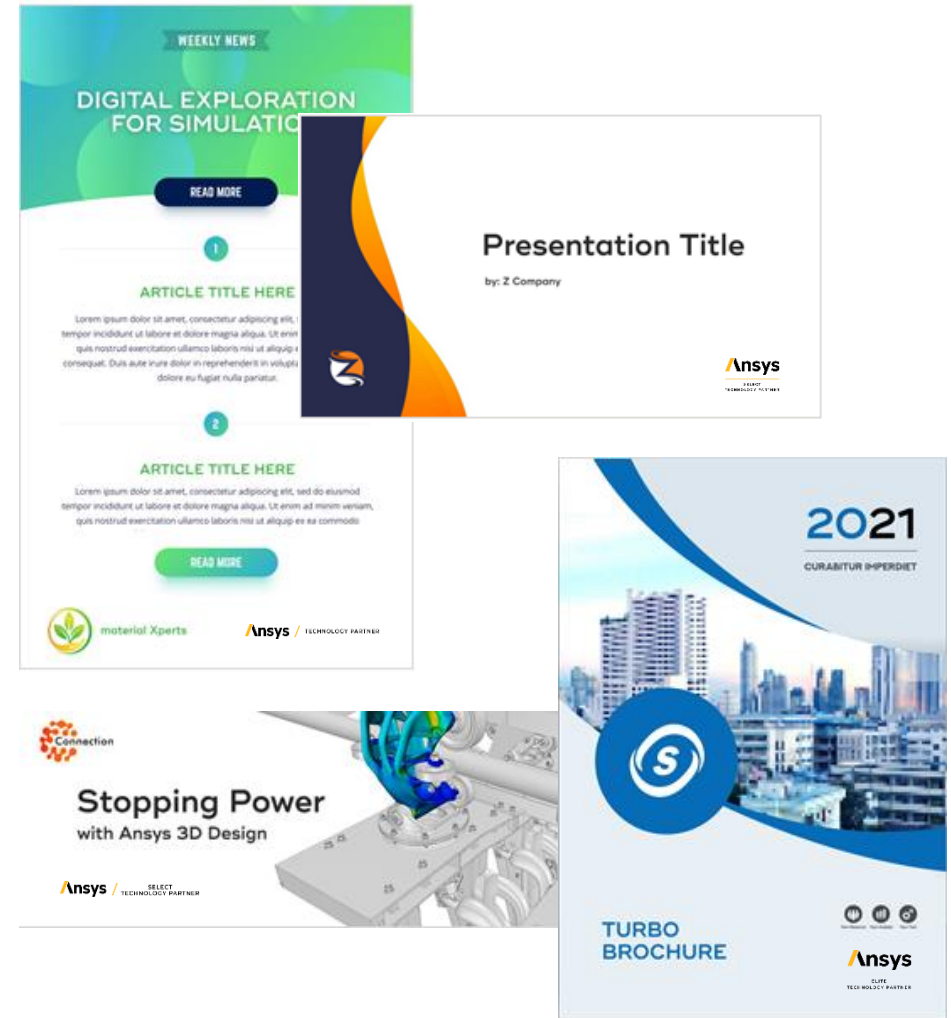 WEEKLY NEWS
DIGITAL EXPLORATION
FOR SIMULATIO
READ MORE
1
ARTICLE TITLE HERE
Lorem ipsum dolor sit amet, consectetur adipiscing elit,
tempor incididunt ut labore et dolore magna aliqua. Ut enim
quis nostrud exercitation ullamco laboris nisi ut aliquip
consequat. Duis aute irure dolor in reprehenderit in
dolore eu fugiat nulla pariatur.
2
ARTICLE TITLE HERE
Lorem ipsum dolor sit amet, consectetur adipiscing elit, sed do eiusmod
tempor incididunt ut labore et dolore magna aliqua. Ut enim ad minim veniam,
quis nostrud exercitation ullamco laboris nisi ut aliquip ex ea commodo
READ MORE
material Xperts
Ansys / TECHNOLOGY PARTNER
Presentation Title
by: Z Company
Z
Ansys
SELECT
TECHNOLOGY PARTNER
Connection
Stopping Power
with Ansys 3D Design
Ansys / SELECT
TECHNOLOGY PARTNER
2021
CURABITUR IMPERDIET
S
TURBO
BROCHURE
Ansys
ELITE
TECHNOLOGY PARTNER